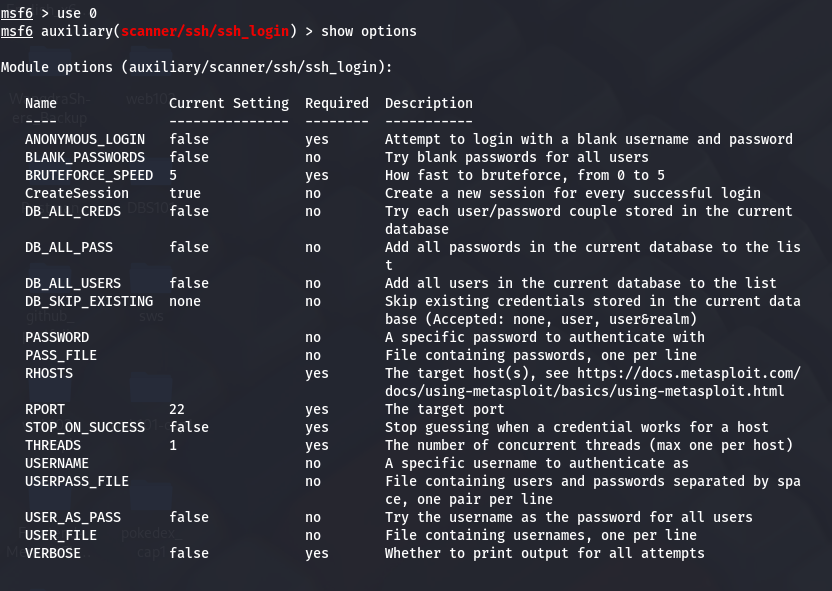 msf6 > use 0
msf6 auxiliary(scanner/ssh/ssh_login) > show options
Module options (auxiliary/scanner/ssh/ssh_login):
Name Current Setting Required Description
---- --------------- -------- -----------
ANONYMOUS_LOGIN false yes Attempt to login with a blank username and password
BLANK_PASSWORDS false no Try blank passwords for all users
BRUTEFORCE_SPEED 5 yes How fast to bruteforce, from 0 to 5
CreateSession true no Create a new session for every successful login
DB_ALL_CREDS false no Try each user/password couple stored in the current
database
DB_ALL_PASS false no Add all passwords in the current database to the lis
t
DB_ALL_USERS false no Add all users in the current database to the list
DB_SKIP_EXISTING none no Skip existing credentials stored in the current data
base (Accepted: none, user, user&realm)
PASSWORD no A specific password to authenticate with
PASS_FILE no File containing passwords, one per line
RHOSTS yes The target host(s), see https://docs.metasploit.com/
docs/using-metasploit/basics/using-metasploit.html
RPORT 22 yes The target port
STOP_ON_SUCCESS false yes Stop guessing when a credential works for a host
THREADS 1 yes The number of concurrent threads (max one per host)
USERNAME no A specific username to authenticate as
USERPASS_FILE no File containing users and passwords separated by spa
ce, one pair per line
USER_AS_PASS false no Try the username as the password for all users
USER_FILE no File containing usernames, one per line
VERBOSE false yes Whether to print output for all attempts